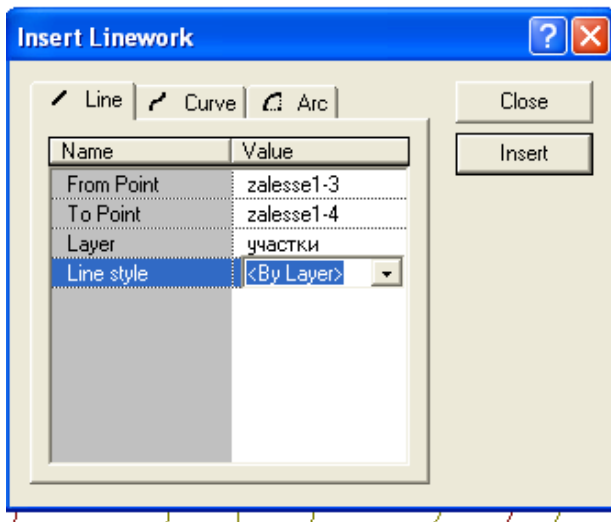 Insert Linework
Line Curve Arc
Close
Insert
Name Value
From Point zalesse1-3
To Point zalesse1-4
Layer участки
Line style <By Layer>